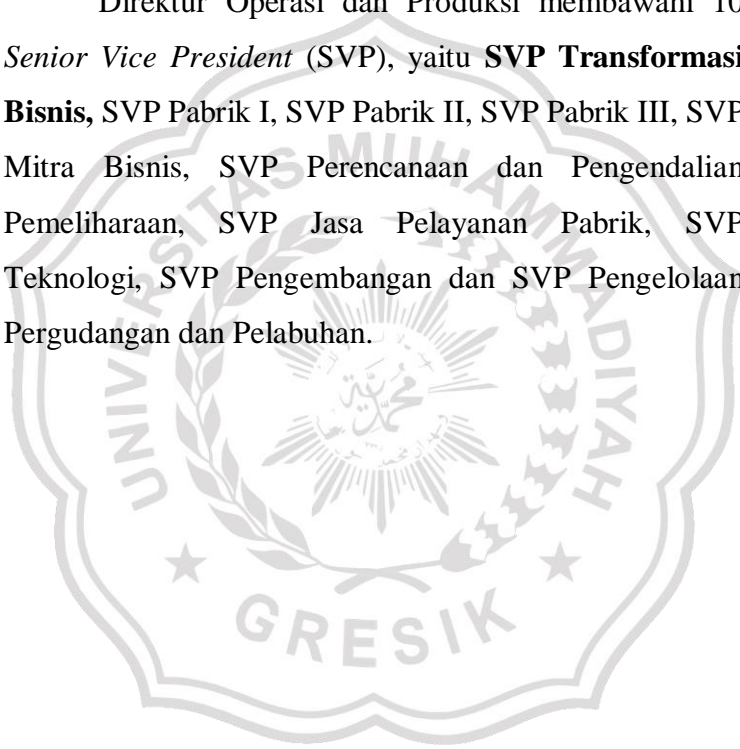 Direktur Operasi dan Produksi membawahi 10
Senior Vice President (SVP), yaitu SVP Transformasi
Bisnis, SVP Pabrik I, SVP Pabrik II, SVP Pabrik III, SVP
Mitra Bisnis, SVP Perencanaan dan Pengendalian
Pemeliharaan, SVP Jasa Pelayanan Pabrik, SVP
Teknologi, SVP Pengembangan dan SVP Pengelolaan
Pergudangan dan Pelabuhan.
UNIVERSITAS MUHAMMADIYAH
GRESIK